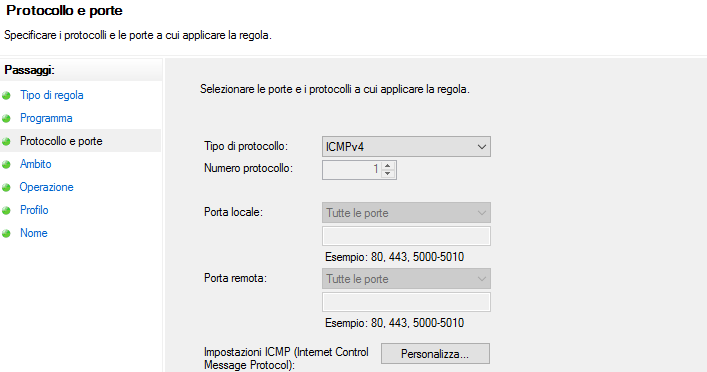 Protocollo e porte
Specificare i protocolli e le porte a cui applicare la regola.
Passaggi:
Tipo di regola
Programma
Protocollo e porte
Ambito
Operazione
Profilo
Nome
Selezionare le porte e i protocolli a cui applicare la regola.
Tipo di protocollo: ICMPv4
Numero protocollo: 1
Porta locale: Tutte le porte
Esempio: 80, 443, 5000-5010
Porta remota: Tutte le porte
Esempio: 80, 443, 5000-5010
Impostazioni ICMP (Internet Control
Message Protocol):
Personalizza...